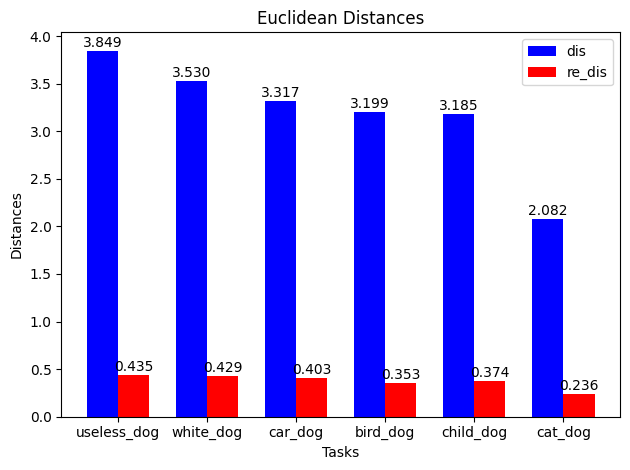 Euclidean Distances
dis
re_dis
Distances
4.0
3.5
3.0
2.5
2.0
1.5
1.0
0.5
0.0
3.849
3.530
3.317
3.199
3.185
2.082
0.435
0.429
0.403
0.353
0.374
0.236
useless_dog
white_dog
car_dog
bird_dog
child_dog
cat_dog
Tasks